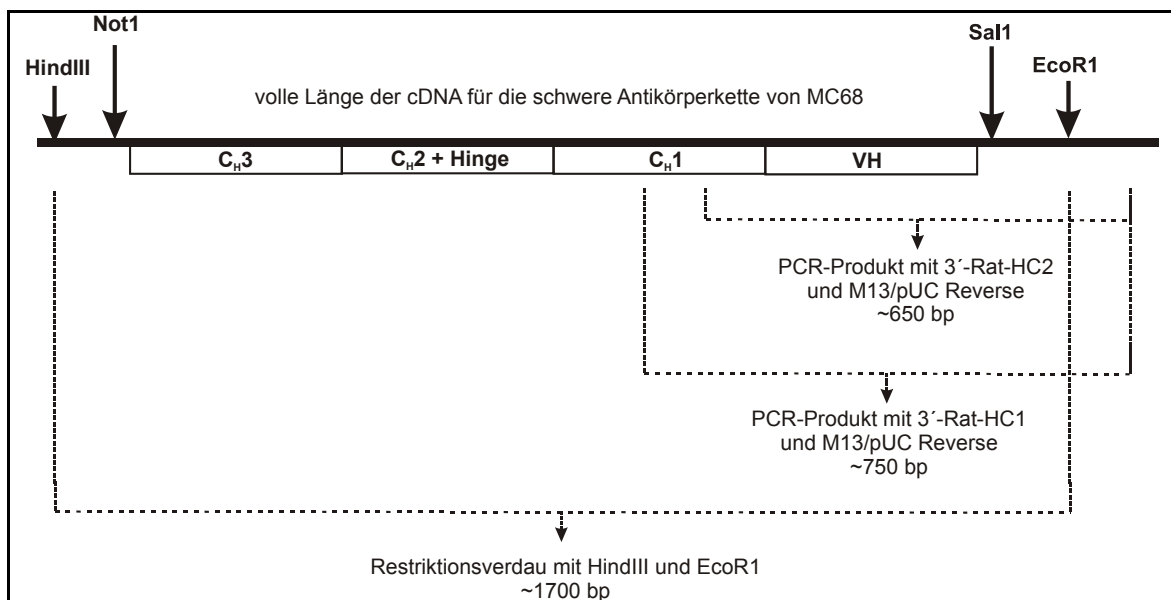 Not1
Sal1
HindIII
EcoR1
volle Länge der cDNA für die schwere Antikörperkette von MC68
CH3
CH2 + Hinge
CH1
VH
PCR-Produkt mit 3´-Rat-HC2
und M13/pUC Reverse
~650 bp
PCR-Produkt mit 3´-Rat-HC1
und M13/pUC Reverse
~750 bp
Restriktionsverdau mit HindIII und EcoR1
~1700 bp